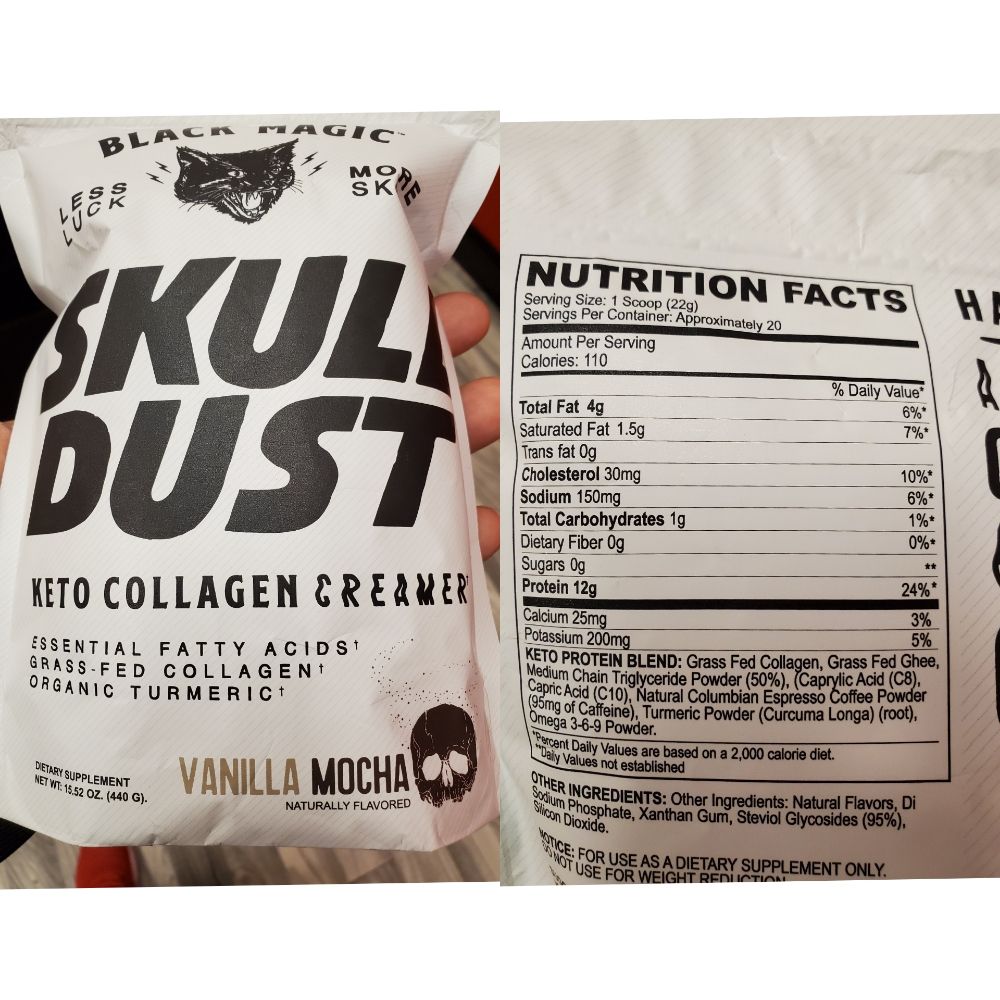 BLACK MAGIC™
LESS
LUCK
MORE
SK
SKULL
DUST
KETO COLLAGEN CREAMER†
ESSENTIAL FATTY ACIDS†
GRASS-FED COLLAGEN†
ORGANIC TURMERIC†
DIETARY SUPPLEMENT
NET WT: 15.52 OZ. (440 G).
VANILLA MOCHA
NATURALLY FLAVORED
NUTRITION FACTS
Serving Size: 1 Scoop (22g)
Servings Per Container: Approximately 20
Amount Per Serving
Calories: 110
% Daily Value*
Total Fat 4g 6%*
Saturated Fat 1.5g 7%*
Trans fat 0g
Cholesterol 30mg 10%*
Sodium 150mg 6%*
Total Carbohydrates 1g 1%*
Dietary Fiber 0g 0%*
Sugars 0g **
Protein 12g 24%*
Calcium 25mg 3%
Potassium 200mg 5%
KETO PROTEIN BLEND: Grass Fed Collagen, Grass Fed Ghee,
Medium Chain Triglyceride Powder (50%), (Caprylic Acid (C8),
Capric Acid (C10), Natural Columbian Espresso Coffee Powder
(95mg of Caffeine), Turmeric Powder (Curcuma Longa) (root),
Omega 3-6-9 Powder.
*Percent Daily Values are based on a 2,000 calorie diet.
**Daily Values not established
OTHER INGREDIENTS: Other Ingredients: Natural Flavors, Di
Sodium Phosphate, Xanthan Gum, Steviol Glycosides (95%),
Silicon Dioxide.
NOTICE: FOR USE AS A DIETARY SUPPLEMENT ONLY.
DO NOT USE FOR WEIGHT REDUCTION
HA